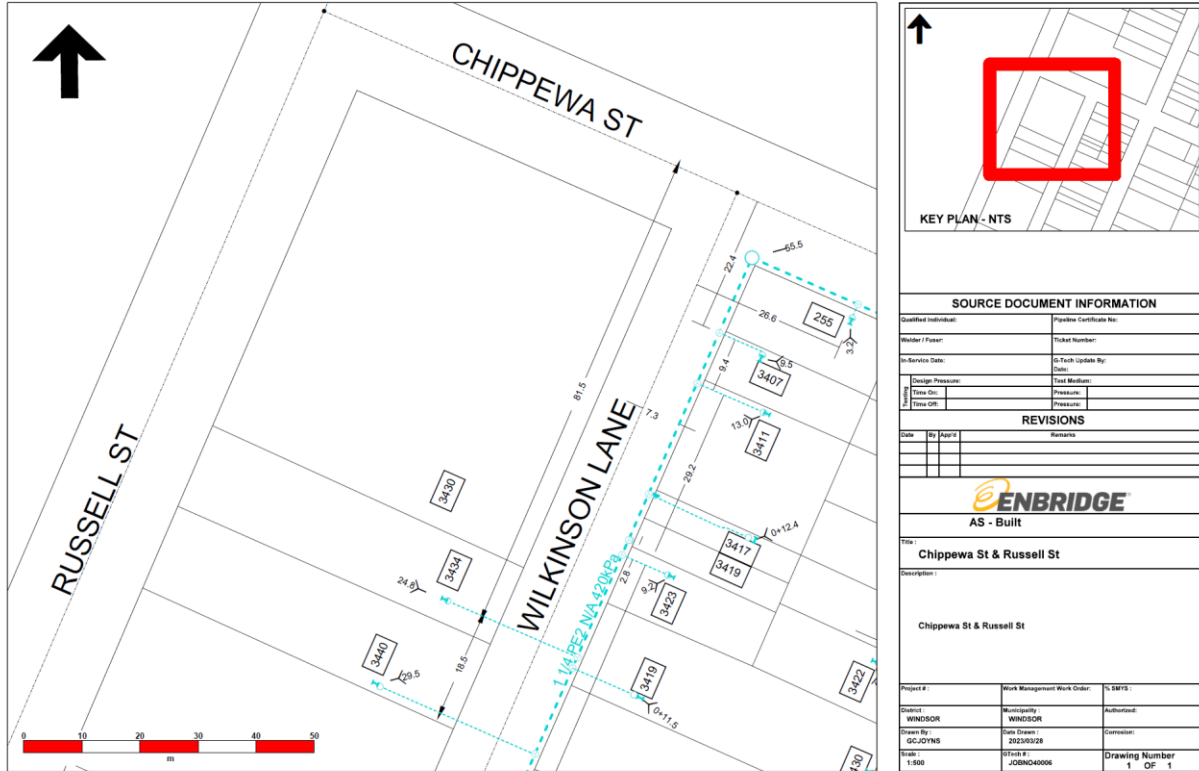 CHIPPEWA ST
RUSSELL ST
WILKINSON LANE
1 1/4 PE2 N/A 420kPa
55.5
22.4
26.6
255
3.2
9.4
9.5
3407
81.5
7.3
13.0
3411
29.2
3430
0+12.4
3417
3419
24.6
3434
2.8
9.2
3423
3440
29.5
18.5
3419
0+11.5
3422
430
0 10 20 30 40 50
m
KEY PLAN - NTS
SOURCE DOCUMENT INFORMATION
Qualified Individual: Pipeline Certificate No:
Welder / Fuser: Ticket Number:
In-Service Date: G-Tech Update By:
Date:
Testing
Design Pressure: Test Medium:
Time On: Pressure:
Time Off: Pressure:
REVISIONS
Date By App'd Remarks
ENBRIDGE
AS - Built
Title :
Chippewa St & Russell St
Description :
Chippewa St & Russell St
Project # : Work Management Work Order: % SMYS :
District : Municipality : Authorized:
WINDSOR WINDSOR
Drawn By : Date Drawn : Corrosion:
GCJOYNS 2023/03/28
Scale : GTech # : Drawing Number
1:500 JOBNO40006 1 OF 1